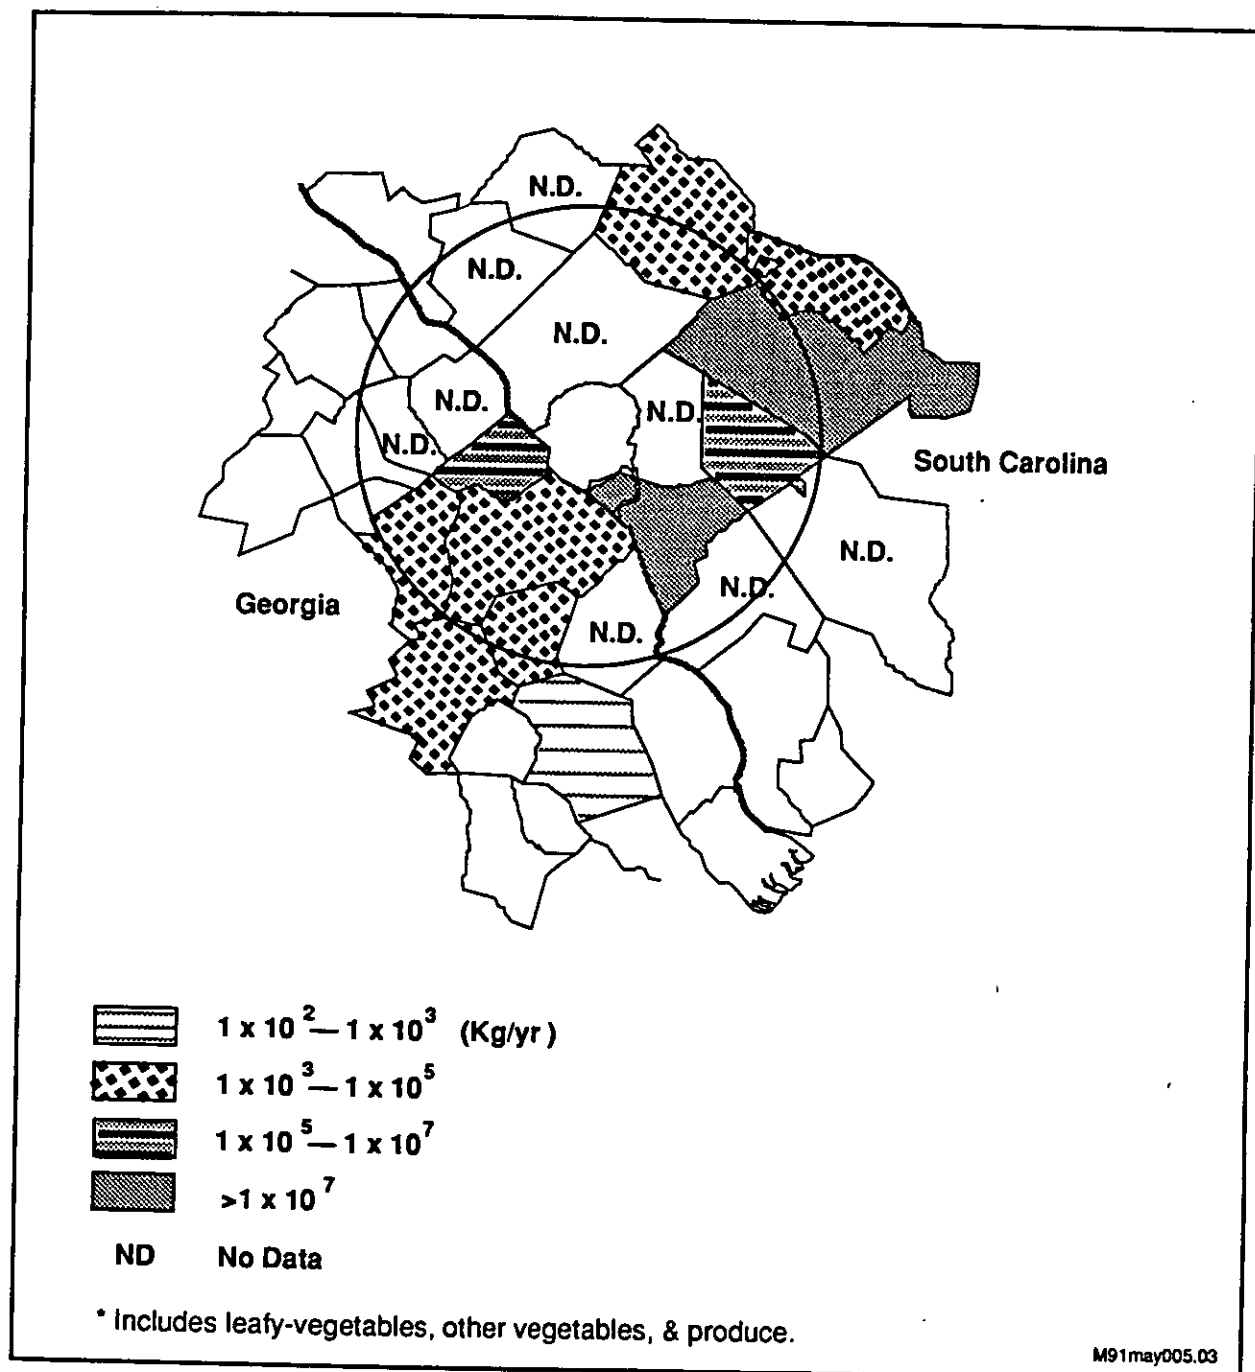 N.D.
N.D.
N.D.
N.D.
N.D.
N.D.
South Carolina
N.D.
N.D.
Georgia
N.D.
1 x 10² — 1 x 10³ (Kg/yr)
1 x 10³ — 1 x 10⁵
1 x 10⁵ — 1 x 10⁷
>1 x 10⁷
ND No Data
* Includes leafy-vegetables, other vegetables, & produce.
M91may005.03